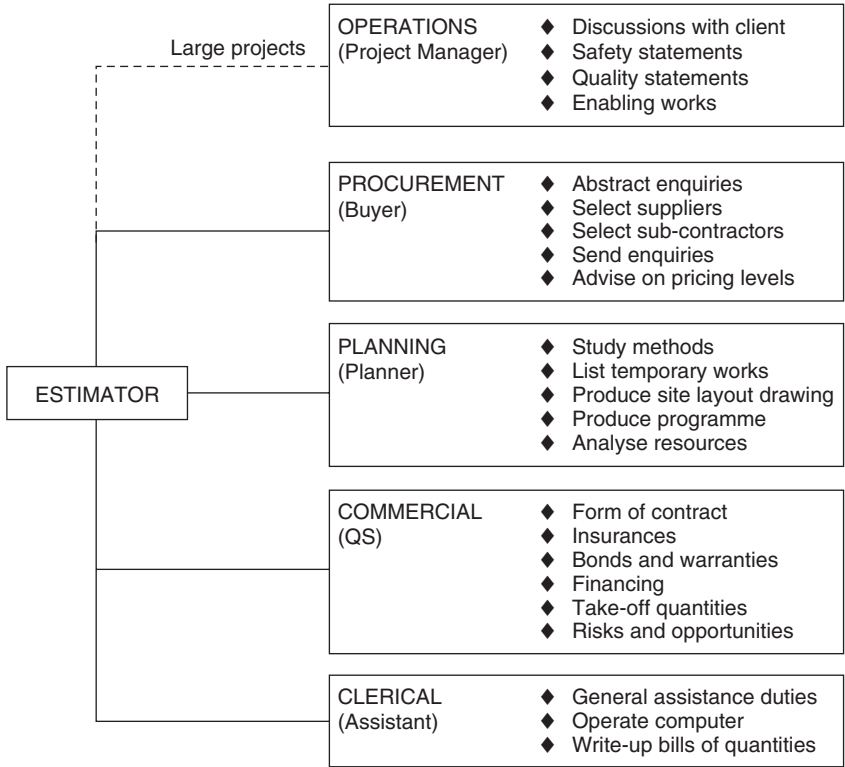 Large projects
OPERATIONS
(Project Manager)
♦ Discussions with client
♦ Safety statements
♦ Quality statements
♦ Enabling works
PROCUREMENT
(Buyer)
♦ Abstract enquiries
♦ Select suppliers
♦ Select sub-contractors
♦ Send enquiries
♦ Advise on pricing levels
ESTIMATOR
PLANNING
(Planner)
♦ Study methods
♦ List temporary works
♦ Produce site layout drawing
♦ Produce programme
♦ Analyse resources
COMMERCIAL
(QS)
♦ Form of contract
♦ Insurances
♦ Bonds and warranties
♦ Financing
♦ Take-off quantities
♦ Risks and opportunities
CLERICAL
(Assistant)
♦ General assistance duties
♦ Operate computer
♦ Write-up bills of quantities